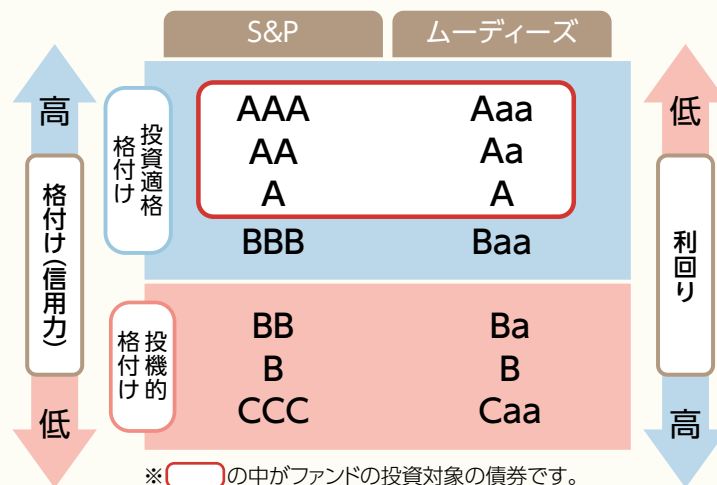 S&P ムーディーズ
高
低
投資適格
格付け
AAA Aaa
AA Aa
A A
BBB Baa
格付け(信用力)
利回り
投機的
格付け
BB Ba
B B
CCC Caa
低
高
※ の中がファンドの投資対象の債券です。